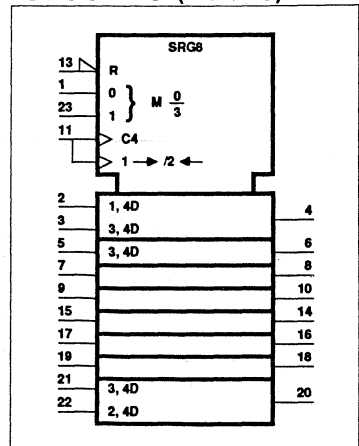 SRG8
13 R
1 0
23 1
} M 0/3
11 C4
1 → /2 ←
2 1, 4D 4
3 3, 4D
5 3, 4D 6
7 8
9 10
15 14
17 16
19 18
21 3, 4D 20
22 2, 4D